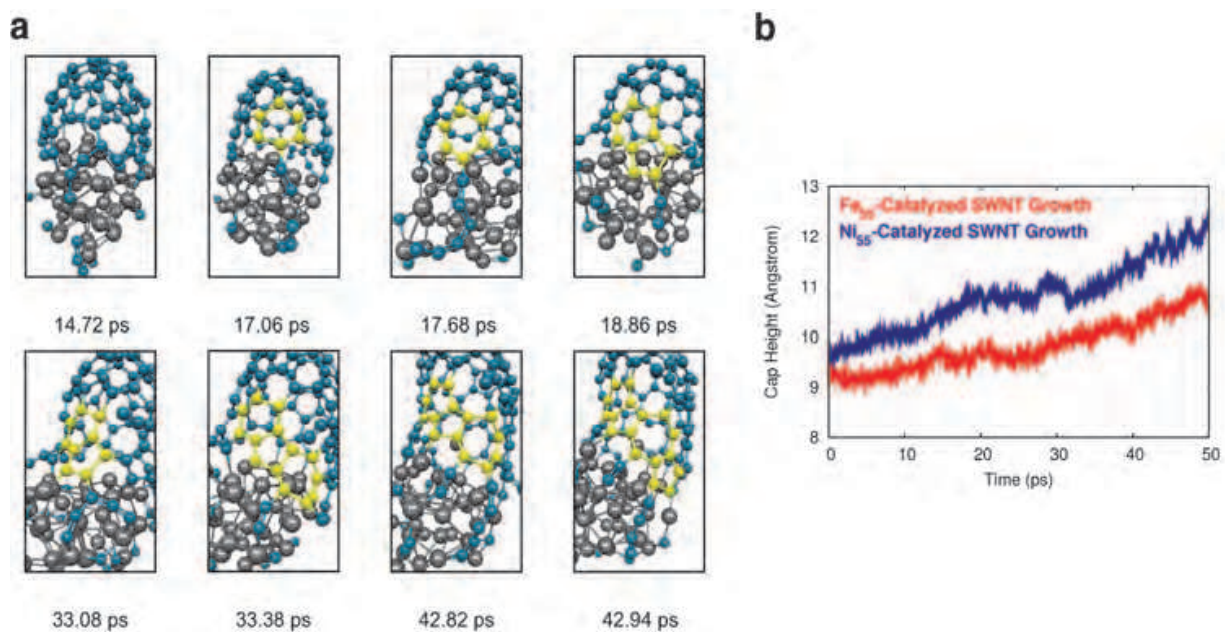 a
b
14.72 ps
17.06 ps
17.68 ps
18.86 ps
33.08 ps
33.38 ps
42.82 ps
42.94 ps
Cap Height (Angstrom)
13
12
11
10
9
8
Fe55-Catalyzed SWNT Growth
Ni55-Catalyzed SWNT Growth
0
10
20
30
40
50
Time (ps)